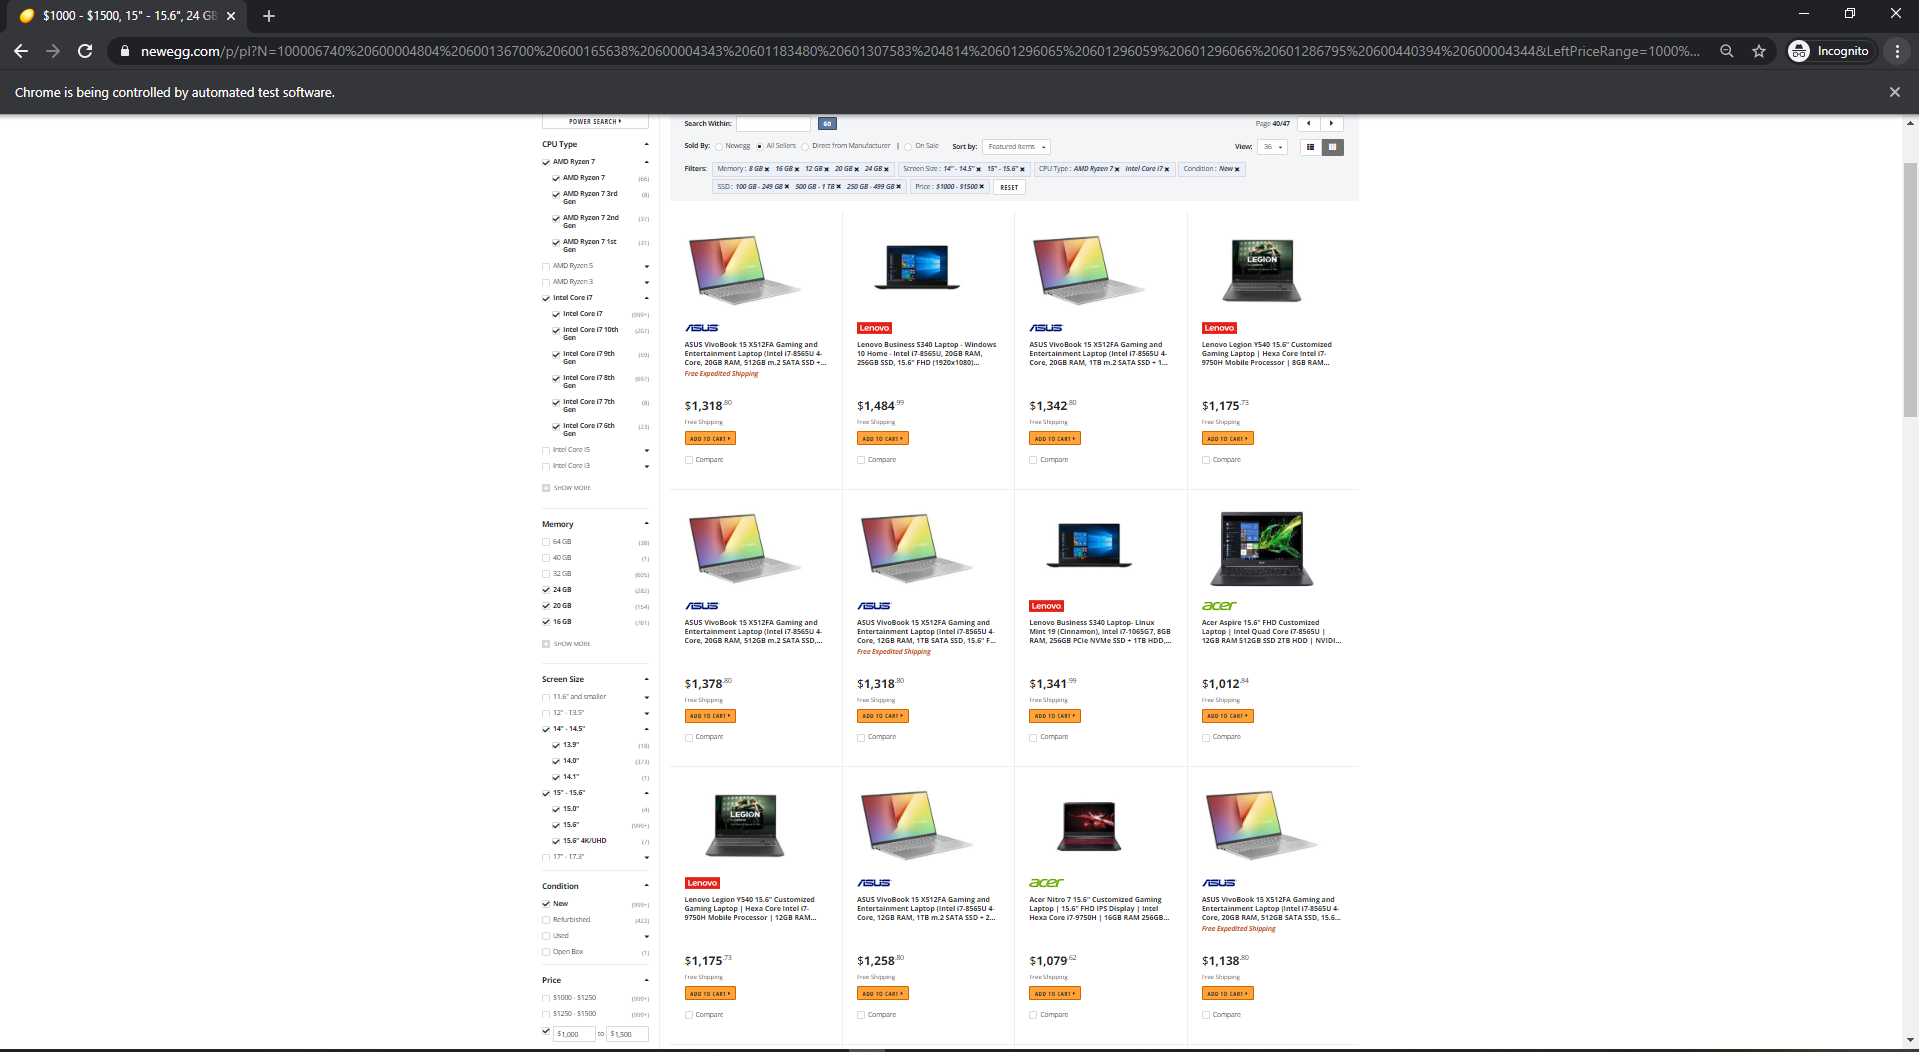 $1000 - $1500, 15" - 15.6", 24 GB
newegg.com/p/pl?N=100006740%20600004804%20600136700%20600165638%20600004343%20601183480%20601307583%204814%20601296065%20601296059%20601296066%20601286795%20600440394%20600004344&LeftPriceRange=1000%...
Incognito
Chrome is being controlled by automated test software.
POWER SEARCH
CPU Type
AMD Ryzen 7
AMD Ryzen 7 (66)
AMD Ryzen 7 3rd Gen (8)
AMD Ryzen 7 2nd Gen (37)
AMD Ryzen 7 1st Gen (31)
AMD Ryzen 5
AMD Ryzen 3
Intel Core i7
Intel Core i7 (999+)
Intel Core i7 10th Gen (207)
Intel Core i7 9th Gen (59)
Intel Core i7 8th Gen (697)
Intel Core i7 7th Gen (8)
Intel Core i7 6th Gen (23)
Intel Core i5
Intel Core i3
SHOW MORE
Memory
64 GB (38)
40 GB (1)
32 GB (605)
24 GB (282)
20 GB (154)
16 GB (761)
SHOW MORE
Screen Size
11.6" and smaller
12" - 13.5"
14" - 14.5"
13.9" (18)
14.0" (373)
14.1" (1)
15" - 15.6"
15.0" (4)
15.6" (999+)
15.6" 4K/UHD (7)
17" - 17.3"
Condition
New (999+)
Refurbished (422)
Used
Open Box (1)
Price
$1000 - $1250 (999+)
$1250 - $1500 (999+)
$ 1,000 to $ 1,500
Search Within: GO Page 40/47
Sold By: Newegg All Sellers Direct from Manufacturer | On Sale Sort by: Featured Items View: 36
Filters: Memory : 8 GB 16 GB 12 GB 20 GB 24 GB Screen Size : 14" - 14.5" 15" - 15.6" CPU Type : AMD Ryzen 7 Intel Core i7 Condition : New
SSD : 100 GB - 249 GB 500 GB - 1 TB 250 GB - 499 GB Price : $1000 - $1500 RESET
LEGION
ASUS
ASUS VivoBook 15 X512FA Gaming and
Entertainment Laptop (Intel i7-8565U 4-
Core, 20GB RAM, 512GB m.2 SATA SSD +...
Free Expedited Shipping
$1,318.80
Free Shipping
ADD TO CART
Compare
Lenovo
Lenovo Business S340 Laptop - Windows
10 Home - Intel i7-8565U, 20GB RAM,
256GB SSD, 15.6" FHD (1920x1080)...
$1,484.99
Free Shipping
ADD TO CART
Compare
ASUS
ASUS VivoBook 15 X512FA Gaming and
Entertainment Laptop (Intel i7-8565U 4-
Core, 20GB RAM, 1TB m.2 SATA SSD + 1...
$1,342.80
Free Shipping
ADD TO CART
Compare
Lenovo
Lenovo Legion Y540 15.6" Customized
Gaming Laptop | Hexa Core Intel i7-
9750H Mobile Processor | 8GB RAM...
$1,175.73
Free Shipping
ADD TO CART
Compare
ASUS
ASUS VivoBook 15 X512FA Gaming and
Entertainment Laptop (Intel i7-8565U 4-
Core, 20GB RAM, 512GB m.2 SATA SSD,...
$1,378.80
Free Shipping
ADD TO CART
Compare
ASUS
ASUS VivoBook 15 X512FA Gaming and
Entertainment Laptop (Intel i7-8565U 4-
Core, 12GB RAM, 1TB SATA SSD, 15.6" F...
Free Expedited Shipping
$1,318.80
Free Shipping
ADD TO CART
Compare
Lenovo
Lenovo Business S340 Laptop- Linux
Mint 19 (Cinnamon), Intel i7-1065G7, 8GB
RAM, 256GB PCIe NVMe SSD + 1TB HDD,...
$1,341.99
Free Shipping
ADD TO CART
Compare
acer
Acer Aspire 15.6" FHD Customized
Laptop | Intel Quad Core i7-8565U |
12GB RAM 512GB SSD 2TB HDD | NVIDI...
$1,012.84
Free Shipping
ADD TO CART
Compare
LEGION
Lenovo
Lenovo Legion Y540 15.6" Customized
Gaming Laptop | Hexa Core Intel i7-
9750H Mobile Processor | 12GB RAM...
$1,175.73
Free Shipping
ADD TO CART
Compare
ASUS
ASUS VivoBook 15 X512FA Gaming and
Entertainment Laptop (Intel i7-8565U 4-
Core, 12GB RAM, 1TB m.2 SATA SSD + 2...
$1,258.80
Free Shipping
ADD TO CART
Compare
acer
Acer Nitro 7 15.6" Customized Gaming
Laptop | 15.6" FHD IPS Display | Intel
Hexa Core i7-9750H | 16GB RAM 256GB...
$1,079.62
Free Shipping
ADD TO CART
Compare
ASUS
ASUS VivoBook 15 X512FA Gaming and
Entertainment Laptop (Intel i7-8565U 4-
Core, 20GB RAM, 512GB SATA SSD, 15.6...
Free Expedited Shipping
$1,138.80
Free Shipping
ADD TO CART
Compare